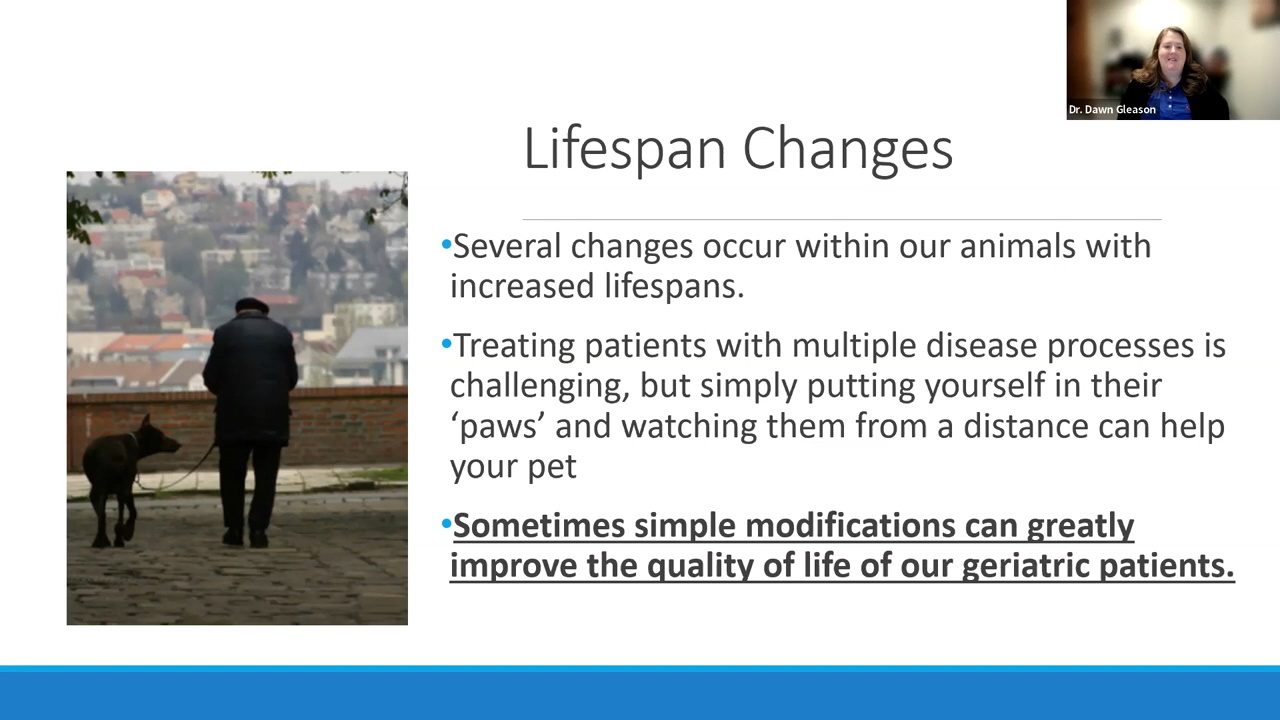 Dr. Dawn Gleason
Lifespan Changes
•Several changes occur within our animals with
increased lifespans.
•Treating patients with multiple disease processes is
challenging, but simply putting yourself in their
‘paws’ and watching them from a distance can help
your pet
•Sometimes simple modifications can greatly
improve the quality of life of our geriatric patients.